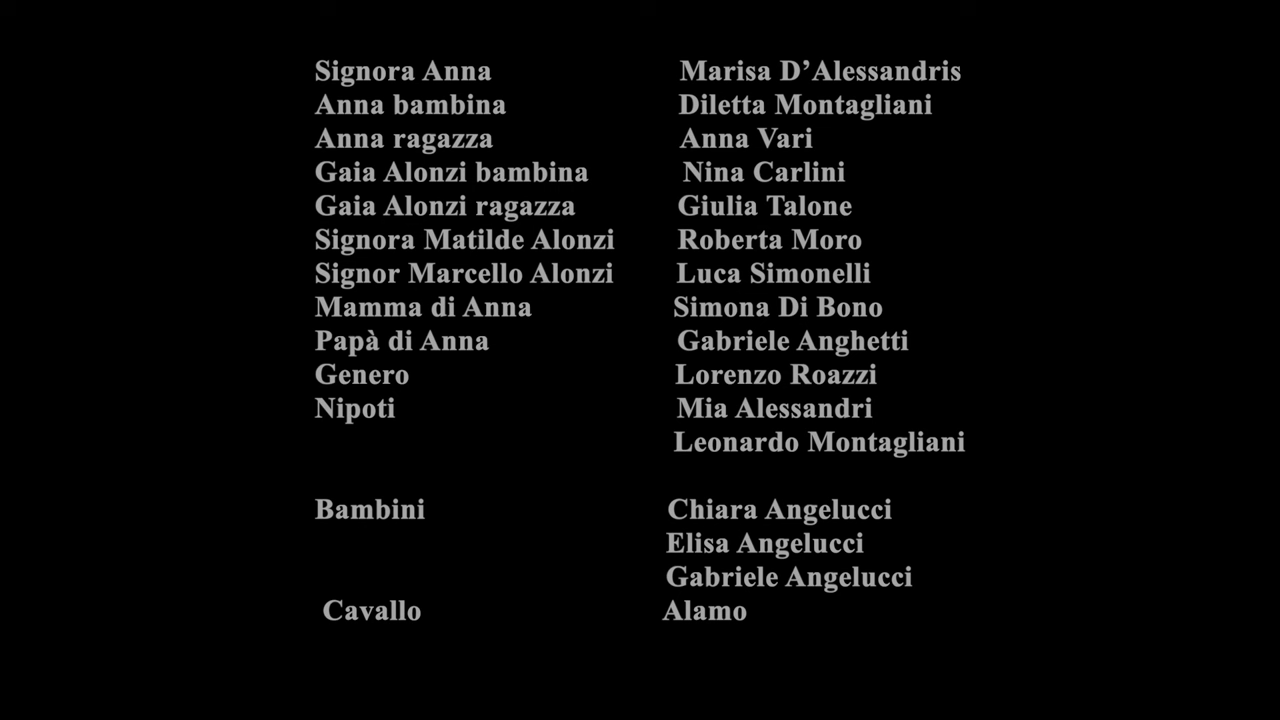 Signora Anna Marisa D’Alessandris
Anna bambina Diletta Montagliani
Anna ragazza Anna Vari
Gaia Alonzi bambina Nina Carlini
Gaia Alonzi ragazza Giulia Talone
Signora Matilde Alonzi Roberta Moro
Signor Marcello Alonzi Luca Simonelli
Mamma di Anna Simona Di Bono
Papà di Anna Gabriele Anghetti
Genero Lorenzo Roazzi
Nipoti Mia Alessandri
Leonardo Montagliani
Bambini Chiara Angelucci
Elisa Angelucci
Gabriele Angelucci
Cavallo Alamo